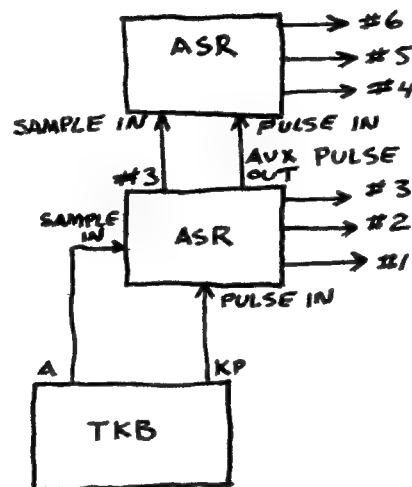 ASR
#6
#5
#4
SAMPLE IN
PULSE IN
#3
AUX PULSE
OUT
SAMPLE
IN
ASR
#3
#2
#1
PULSE IN
A
KP
TKB